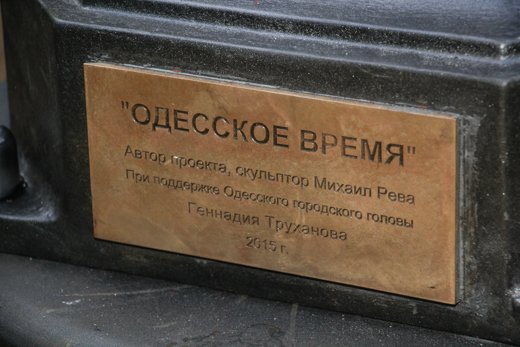 "ОДЕССКОЕ ВРЕМЯ"
Автор проекта, скульптор Михаил Рева
При поддержке Одесского городского головы
Геннадия Труханова
2015 г.